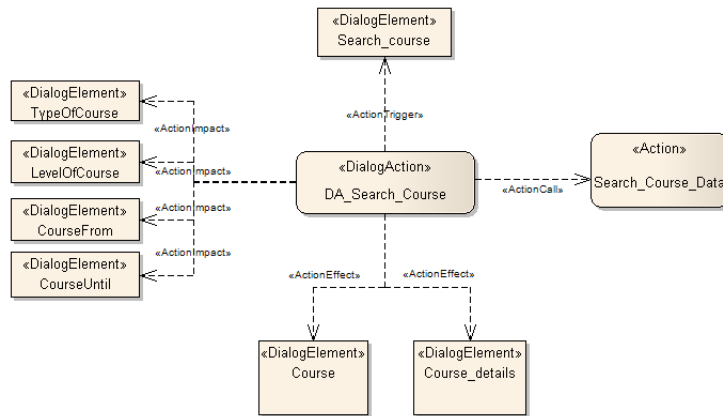 «DialogElement»
Search_course
«DialogElement»
TypeOfCourse
«ActionImpact»
«ActionTrigger»
«DialogElement»
LevelOfCourse
«ActionImpact»
«DialogAction»
DA_Search_Course
«Action»
Search_Course_Data
«ActionCall»
«ActionImpact»
«DialogElement»
CourseFrom
«ActionImpact»
«DialogElement»
CourseUntil
«ActionEffect»
«ActionEffect»
«DialogElement»
Course
«DialogElement»
Course_details